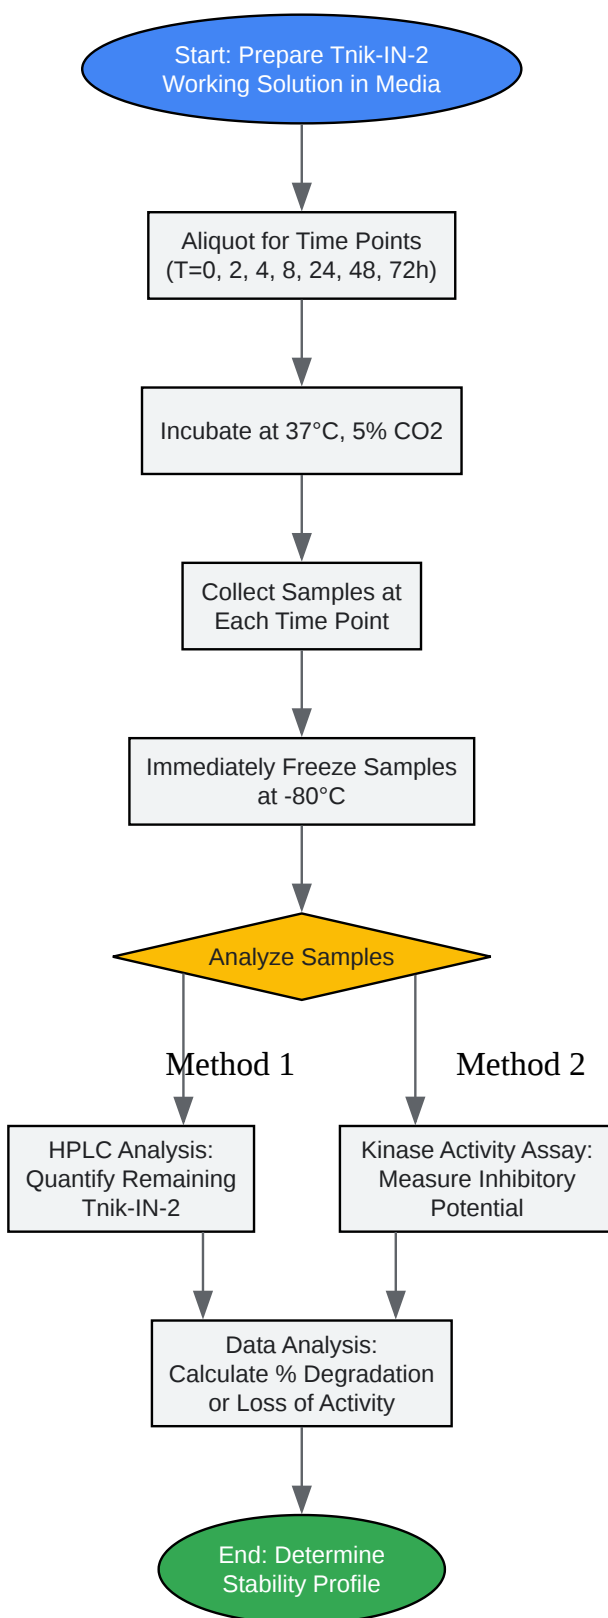 Start: Prepare Tnik-IN-2
Working Solution in Media
Aliquot for Time Points
(T=0, 2, 4, 8, 24, 48, 72h)
Incubate at 37°C, 5% CO2
Collect Samples at
Each Time Point
Immediately Freeze Samples
at -80°C
Analyze Samples
Method 1
Method 2
HPLC Analysis:
Quantify Remaining
Tnik-IN-2
Kinase Activity Assay:
Measure Inhibitory
Potential
Data Analysis:
Calculate % Degradation
or Loss of Activity
End: Determine
Stability Profile